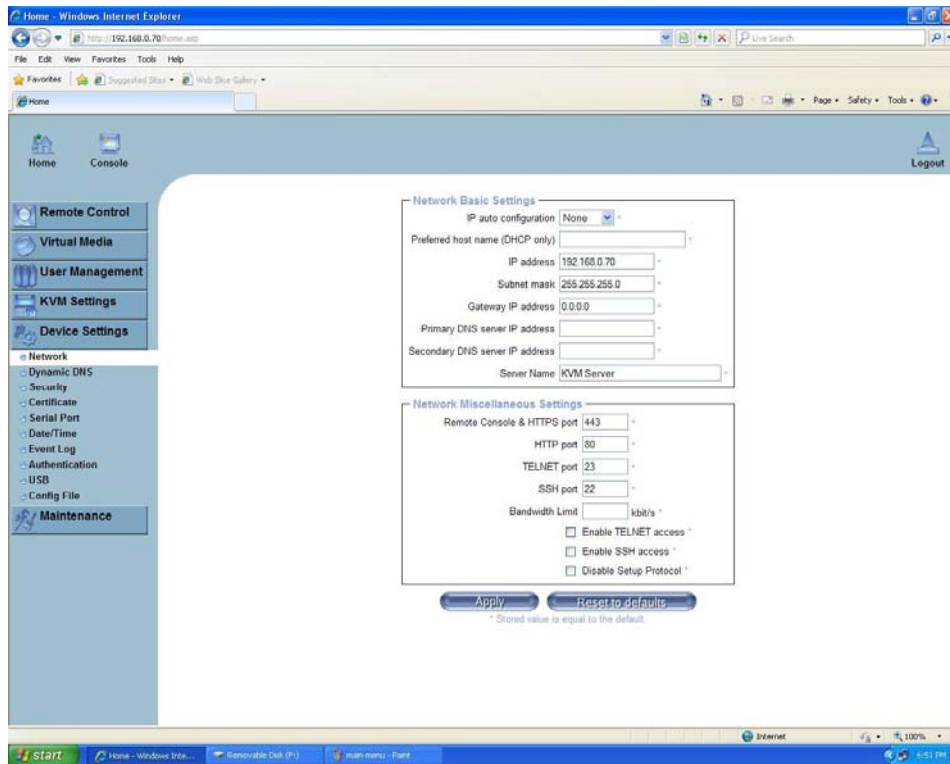 Home - Windows Internet Explorer
http://192.168.0.70/home.asp
Live Search
File Edit View Favorites Tools Help
Favorites Suggested Sites Web Slice Gallery
Home
Page Safety Tools
Home Console Logout
Remote Control
Virtual Media
User Management
KVM Settings
Device Settings
Network
Dynamic DNS
Security
Certificate
Serial Port
Date/Time
Event Log
Authentication
USB
Config File
Maintenance
Network Basic Settings
IP auto configuration None *
Preferred host name (DHCP only) *
IP address 192.168.0.70 *
Subnet mask 255.255.255.0 *
Gateway IP address 0.0.0.0 *
Primary DNS server IP address *
Secondary DNS server IP address *
Server Name KVM Server *
Network Miscellaneous Settings
Remote Console & HTTPS port 443 *
HTTP port 80 *
TELNET port 23 *
SSH port 22 *
Bandwidth Limit kbit/s *
Enable TELNET access *
Enable SSH access *
Disable Setup Protocol *
Apply Reset to defaults
* Stored value is equal to the default.
Internet 100%
start Home - Windows Inte... Removable Disk (P:) main menu - Paint 6:51 PM